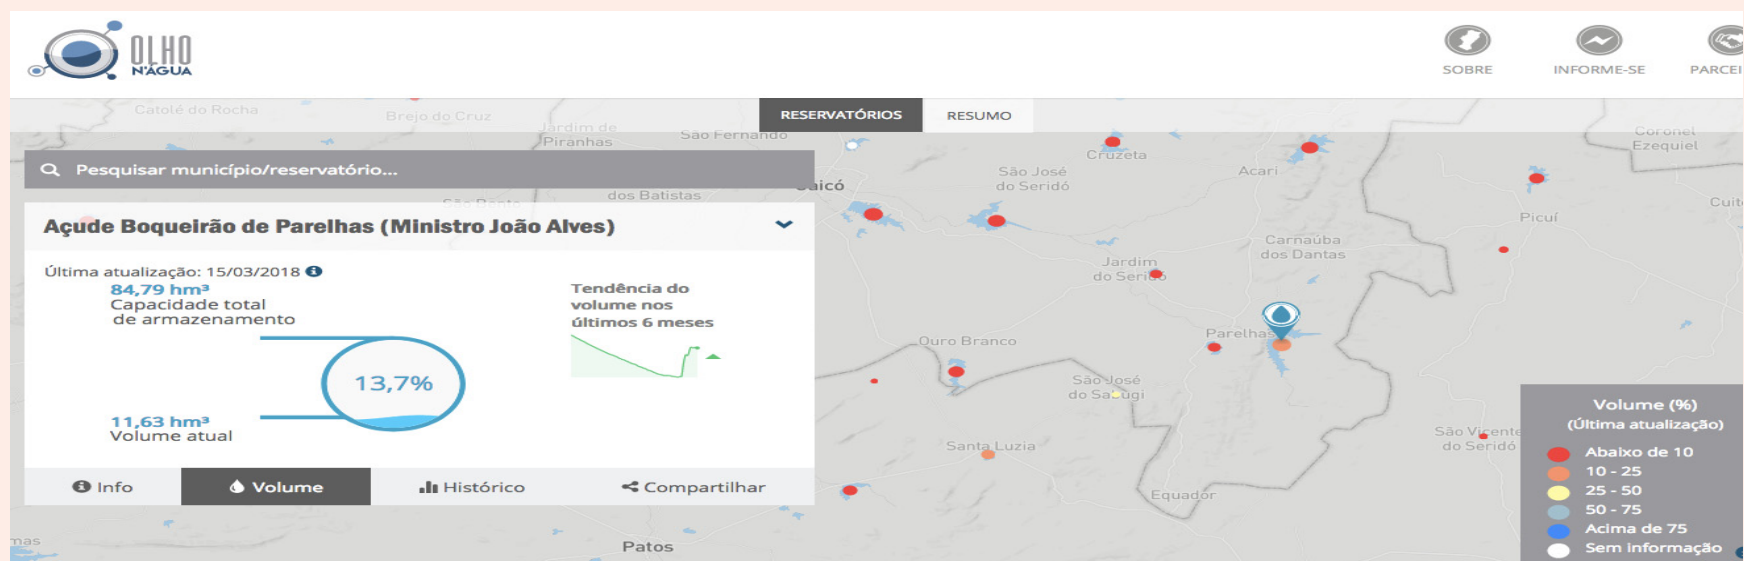 OLHO
N'ÁGUA
SOBRE
INFORME-SE
PARCEI
RESERVATÓRIOS
RESUMO
Pesquisar município/reservatório...
Açude Boqueirão de Parelhas (Ministro João Alves)
Última atualização: 15/03/2018
84,79 hm³
Capacidade total
de armazenamento
13,7%
11,63 hm³
Volume atual
Tendência do
volume nos
últimos 6 meses
Info
Volume
Histórico
Compartilhar
Catolé do Rocha
Brejo do Cruz
Jardim de
Piranhas
São Fernando
dos Batistas
São Bento
aicó
Cruzeta
São José
do Seridó
Acari
Coronel
Ezequiel
Picuí
Cuit
Carnaúba
dos Dantas
Jardim
do Seridó
Parelhas
Ouro Branco
São José
do Sabugi
Santa Luzia
Equador
São Vicente
do Seridó
Patos
mas
Volume (%)
(Última atualização)
Abaixo de 10
10 - 25
25 - 50
50 - 75
Acima de 75
Sem informação